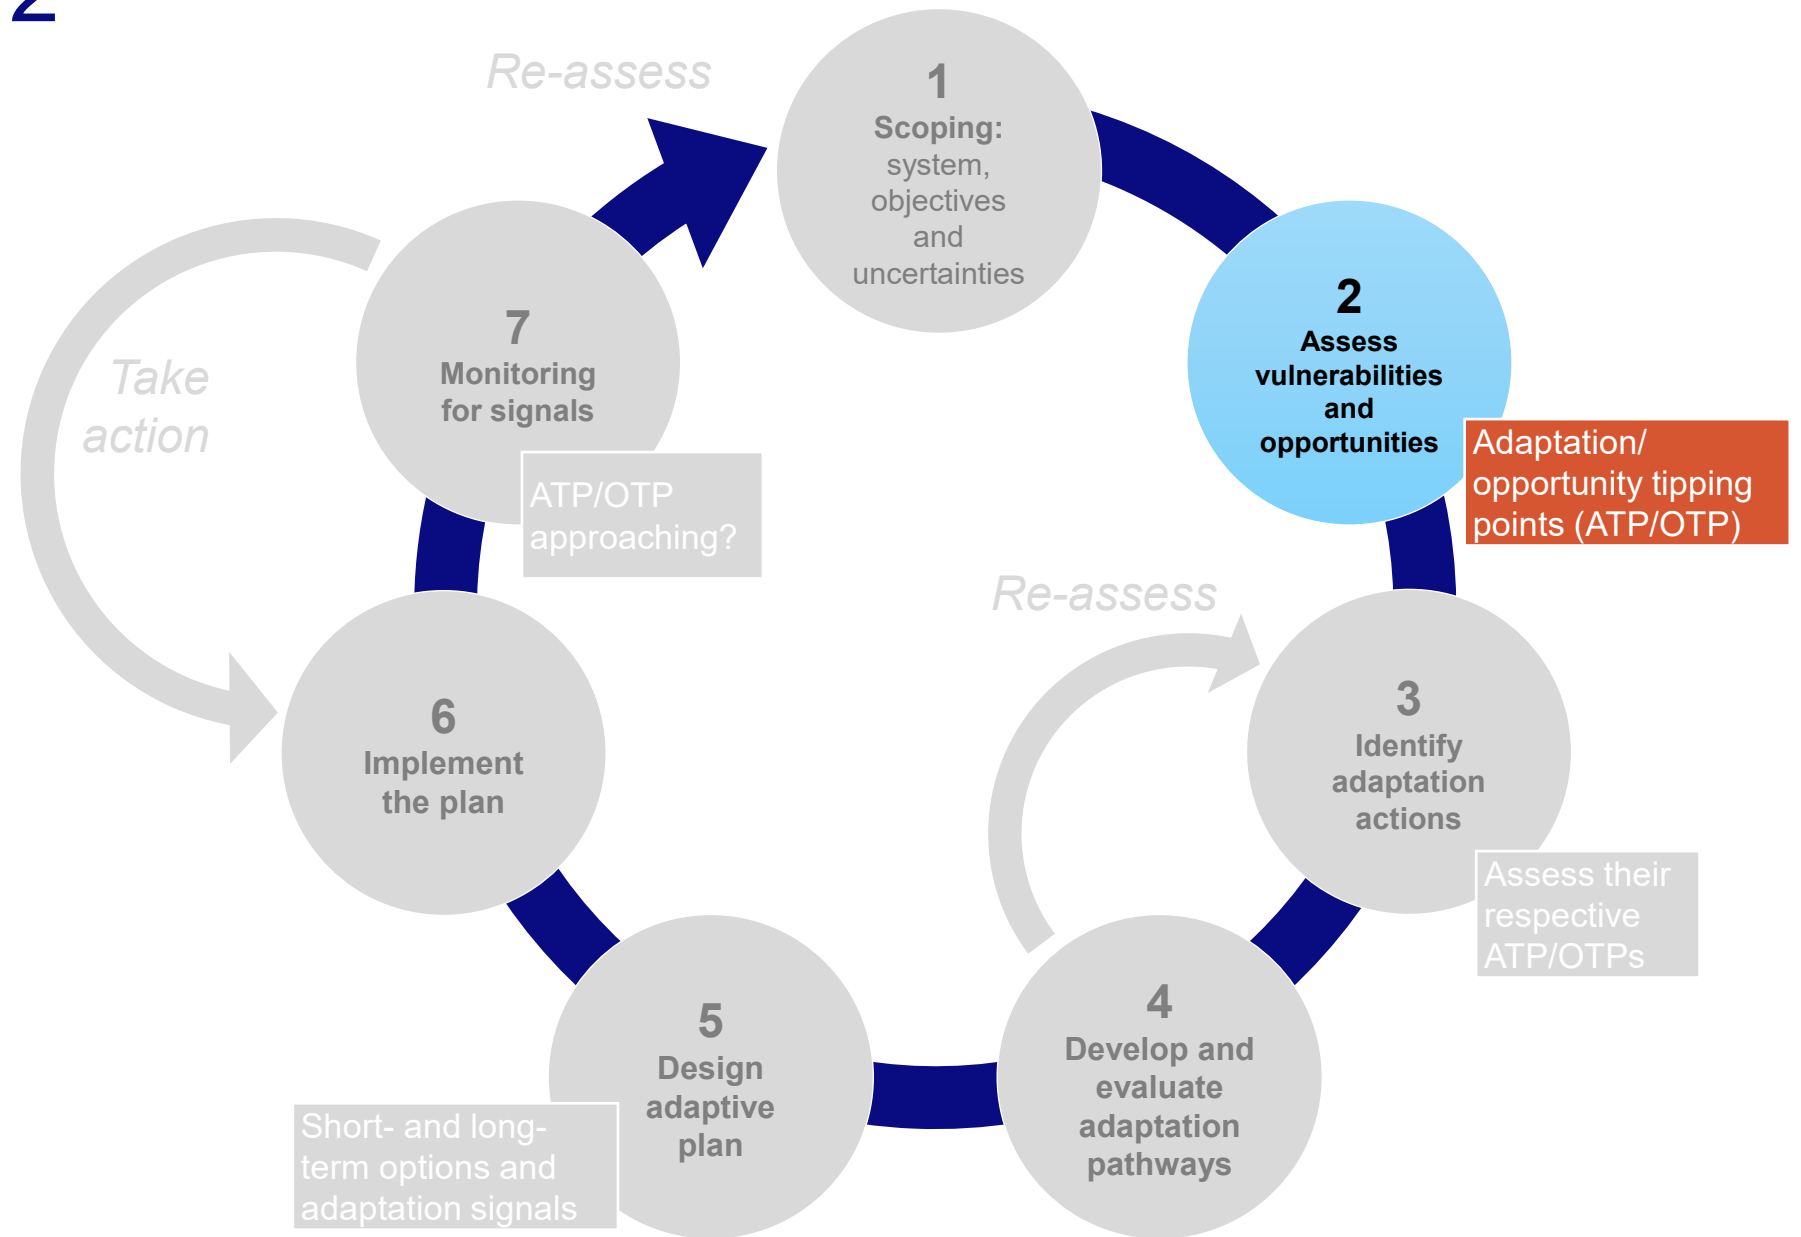 2
Re-assess
1
Scoping:
system,
objectives
and
uncertainties
2
Assess
vulnerabilities
and
opportunities
Adaptation/
opportunity tipping
points (ATP/OTP)
Re-assess
3
Identify
adaptation
actions
Assess their
respective
ATP/OTPs
4
Develop and
evaluate
adaptation
pathways
5
Design
adaptive
plan
Short- and long-
term options and
adaptation signals
6
Implement
the plan
Take
action
7
Monitoring
for signals
ATP/OTP
approaching?